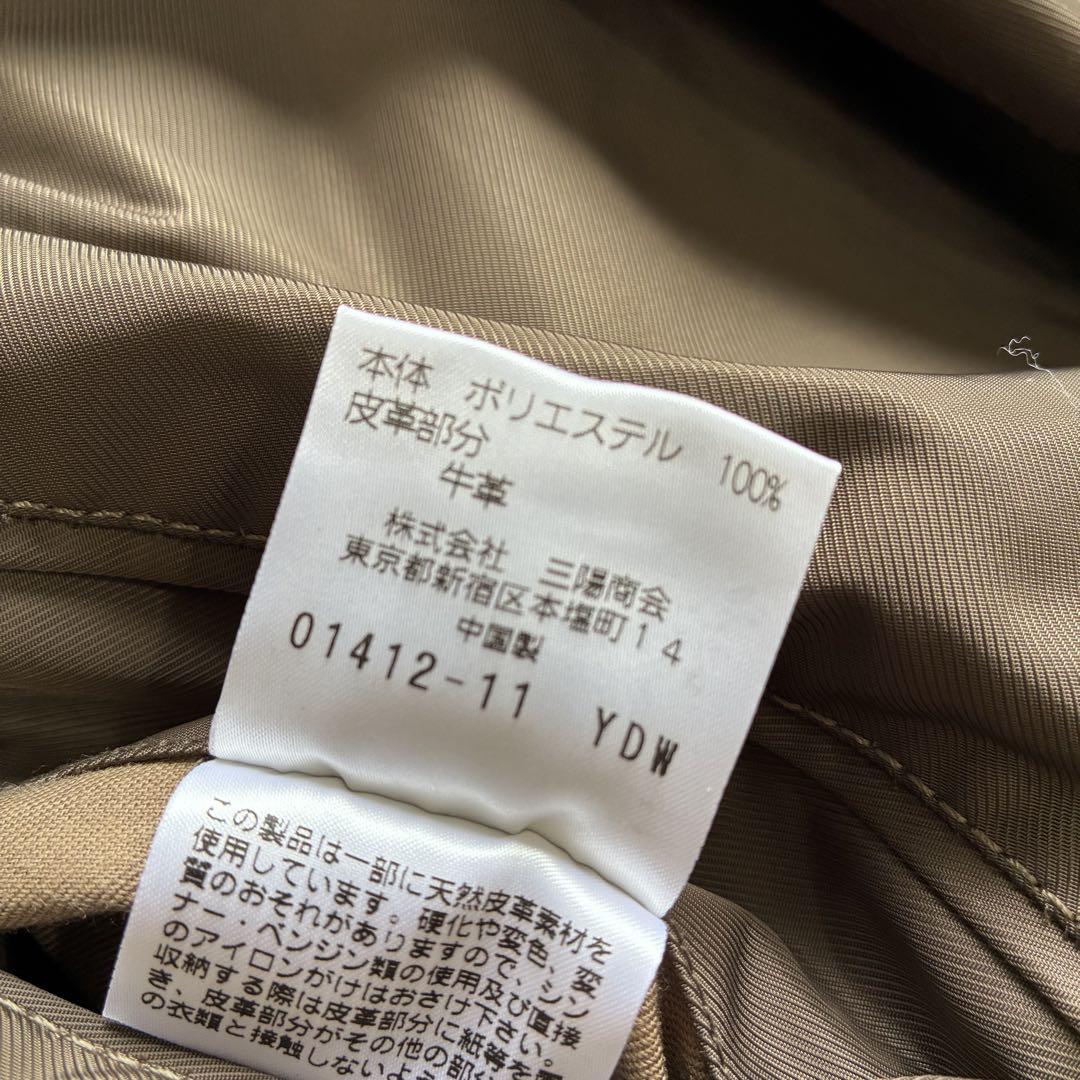 本体 ポリエステル 100%
皮革部分
牛革
株式会社 三陽商会
東京都新宿区本塩町14
中国製
01412-11 YDW
この製品は一部に天然皮革素材を
使用しています。硬化や変色、変
質のおそれがありますので、シン
ナー・ベンジン類の使用及び直接
のアイロンがけはおさけ下さい。
収納する際は皮革部分に紙等を
き、皮革部分がその他の部
の衣類と接触しないよ